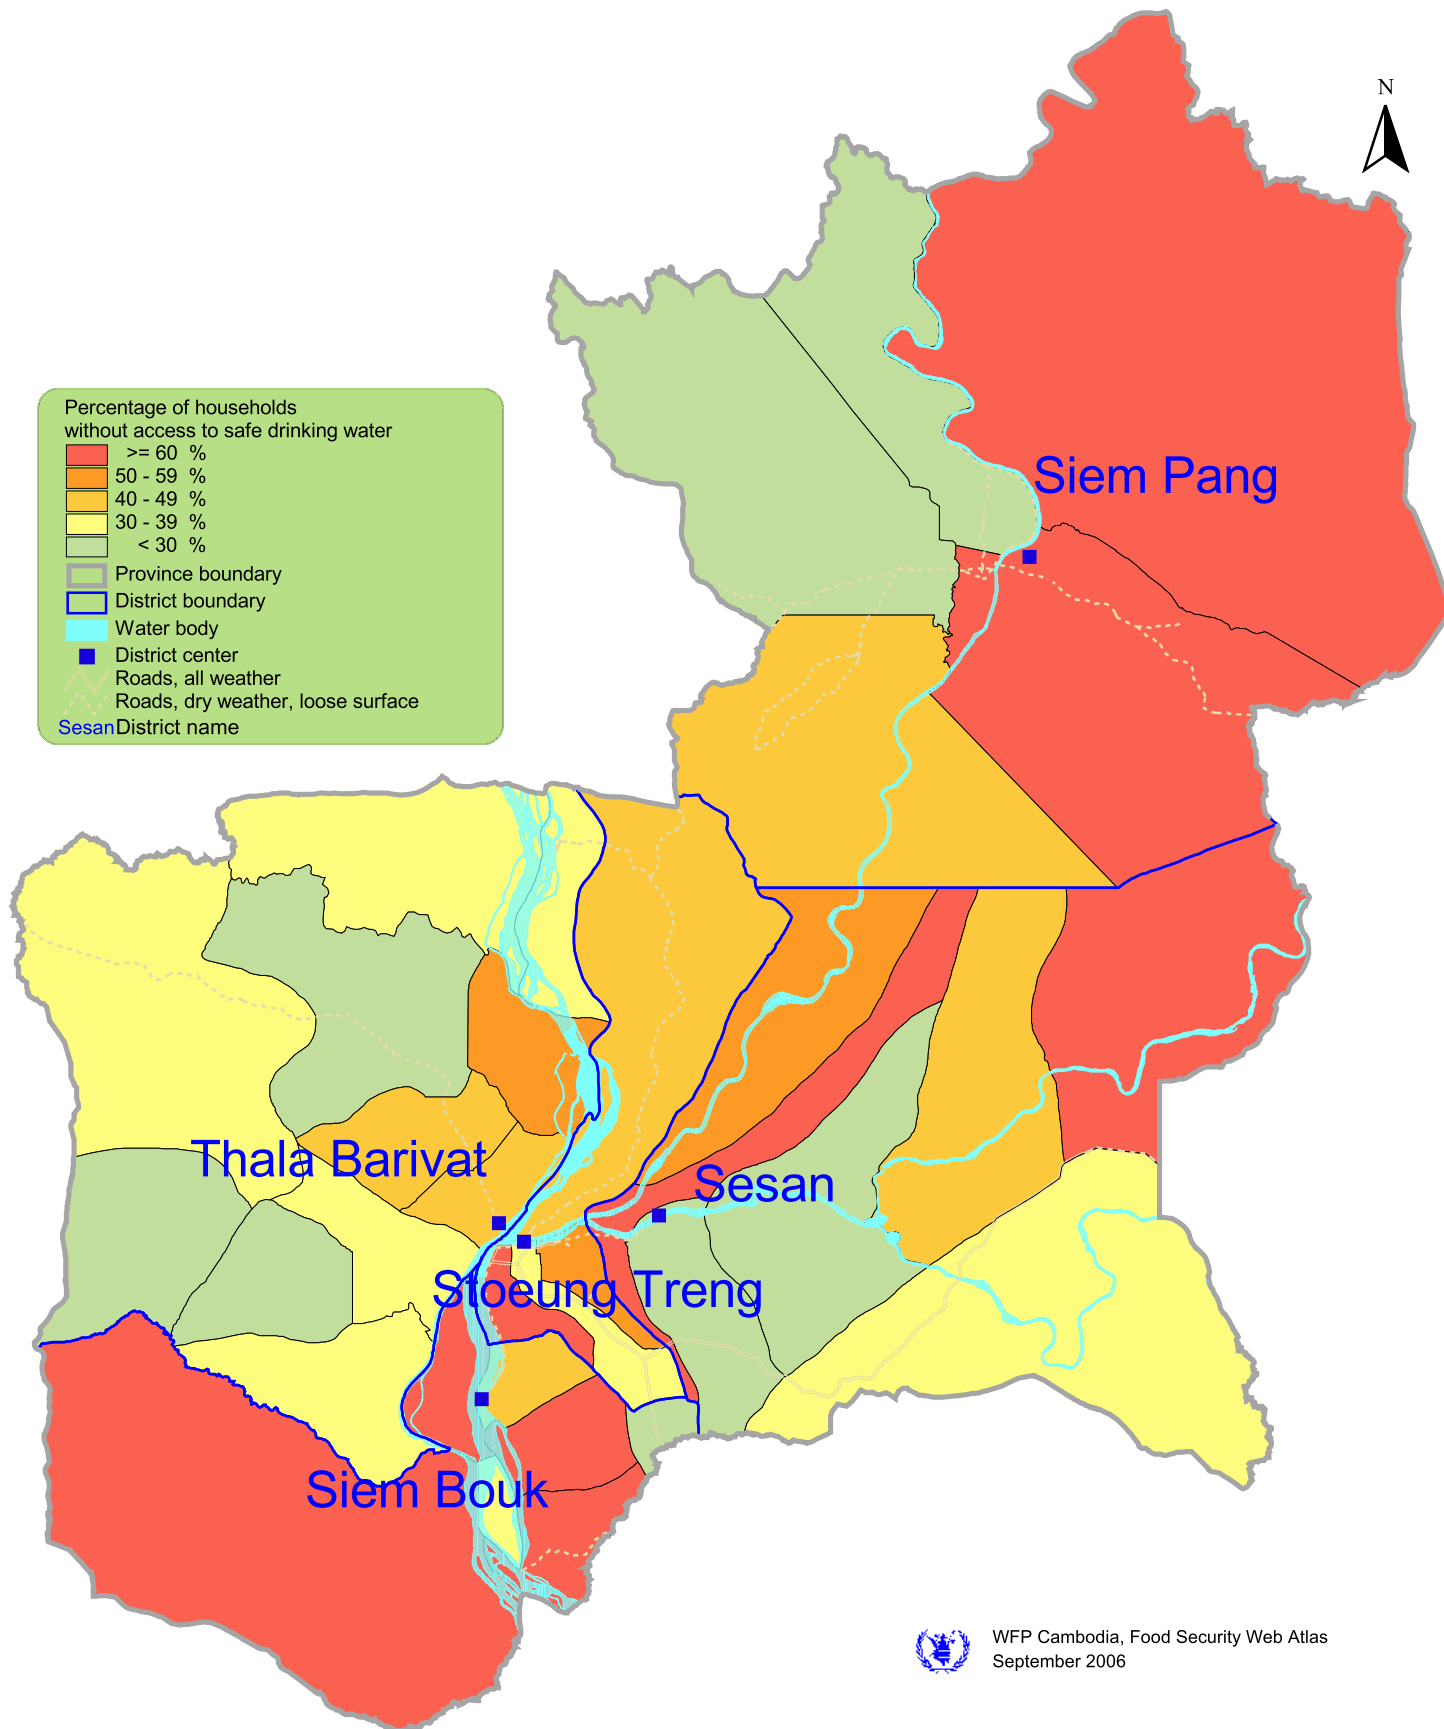 N
Percentage of households
without access to safe drinking water
>= 60 %
50 - 59 %
40 - 49 %
30 - 39 %
< 30 %
Province boundary
District boundary
Water body
District center
Roads, all weather
Roads, dry weather, loose surface
Sesan District name
Siem Pang
Thala Barivat
Sesan
Stoeung Treng
Siem Bouk
WFP Cambodia, Food Security Web Atlas
September 2006